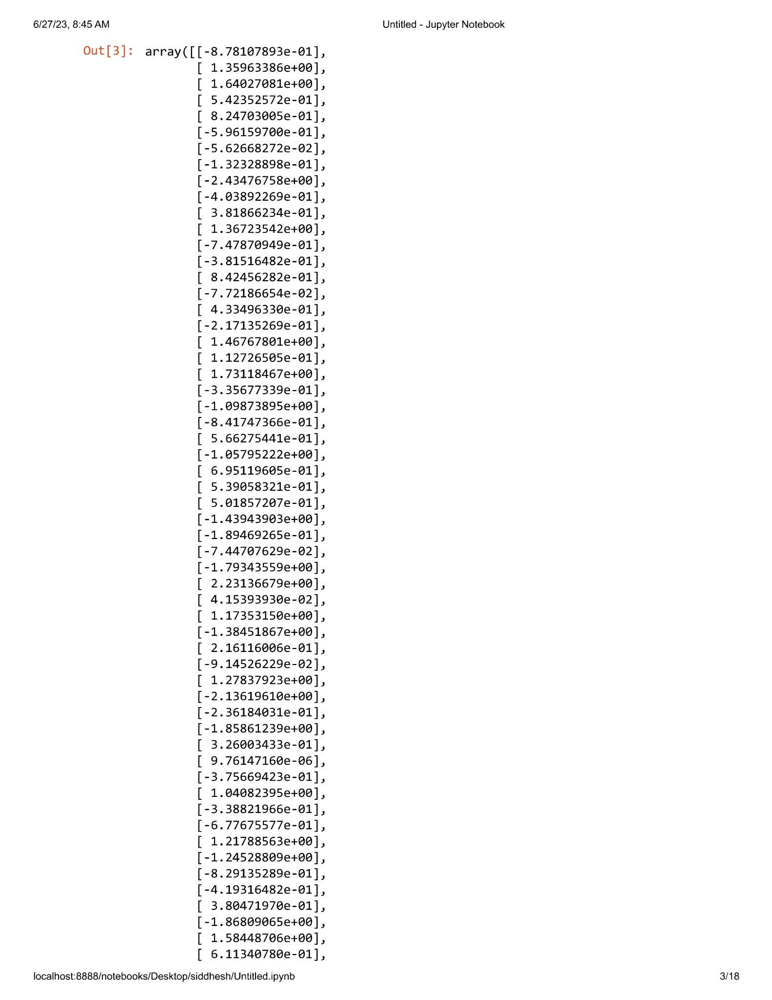 6/27/23, 8:45 AM Untitled - Jupyter Notebook
Out[3]: array([[-8.78107893e-01],
[ 1.35963386e+00],
[ 1.64027081e+00],
[ 5.42352572e-01],
[ 8.24703005e-01],
[-5.96159700e-01],
[-5.62668272e-02],
[-1.32328898e-01],
[-2.43476758e+00],
[-4.03892269e-01],
[ 3.81866234e-01],
[ 1.36723542e+00],
[-7.47870949e-01],
[-3.81516482e-01],
[ 8.42456282e-01],
[-7.72186654e-02],
[ 4.33496330e-01],
[-2.17135269e-01],
[ 1.46767801e+00],
[ 1.12726505e-01],
[ 1.73118467e+00],
[-3.35677339e-01],
[-1.09873895e+00],
[-8.41747366e-01],
[ 5.66275441e-01],
[-1.05795222e+00],
[ 6.95119605e-01],
[ 5.39058321e-01],
[ 5.01857207e-01],
[-1.43943903e+00],
[-1.89469265e-01],
[-7.44707629e-02],
[-1.79343559e+00],
[ 2.23136679e+00],
[ 4.15393930e-02],
[ 1.17353150e+00],
[-1.38451867e+00],
[ 2.16116006e-01],
[-9.14526229e-02],
[ 1.27837923e+00],
[-2.13619610e+00],
[-2.36184031e-01],
[-1.85861239e+00],
[ 3.26003433e-01],
[ 9.76147160e-06],
[-3.75669423e-01],
[ 1.04082395e+00],
[-3.38821966e-01],
[-6.77675577e-01],
[ 1.21788563e+00],
[-1.24528809e+00],
[-8.29135289e-01],
[-4.19316482e-01],
[ 3.80471970e-01],
[-1.86809065e+00],
[ 1.58448706e+00],
[ 6.11340780e-01],
localhost:8888/notebooks/Desktop/siddhesh/Untitled.ipynb 3/18